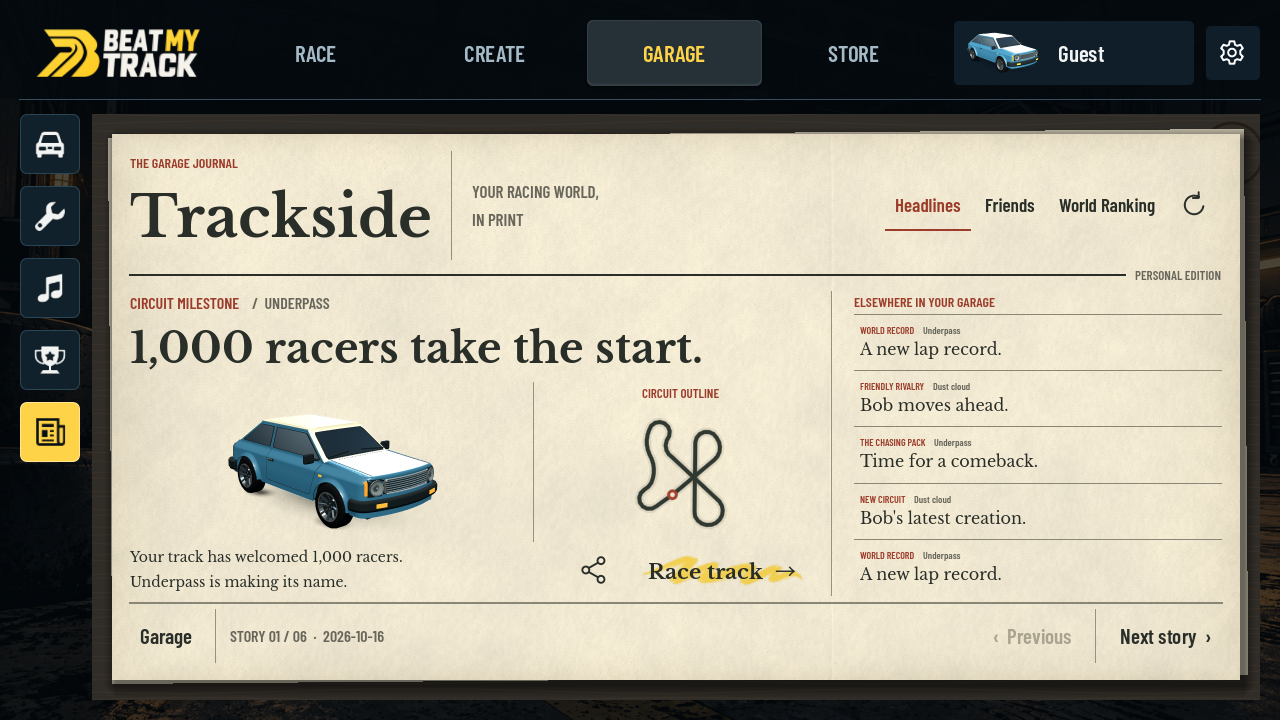 BEAT MY
TRACK
RACE
CREATE
GARAGE
STORE
Guest
THE GARAGE JOURNAL
Trackside
YOUR RACING WORLD,
IN PRINT
Headlines
Friends
World Ranking
PERSONAL EDITION
CIRCUIT MILESTONE / UNDERPASS
1,000 racers take the start.
CIRCUIT OUTLINE
Your track has welcomed 1,000 racers.
Underpass is making its name.
Race track →
ELSEWHERE IN YOUR GARAGE
WORLD RECORD Underpass
A new lap record.
FRIENDLY RIVALRY Dust cloud
Bob moves ahead.
THE CHASING PACK Underpass
Time for a comeback.
NEW CIRCUIT Dust cloud
Bob's latest creation.
WORLD RECORD Underpass
A new lap record.
Garage
STORY 01 / 06 · 2026-10-16
‹ Previous
Next story ›